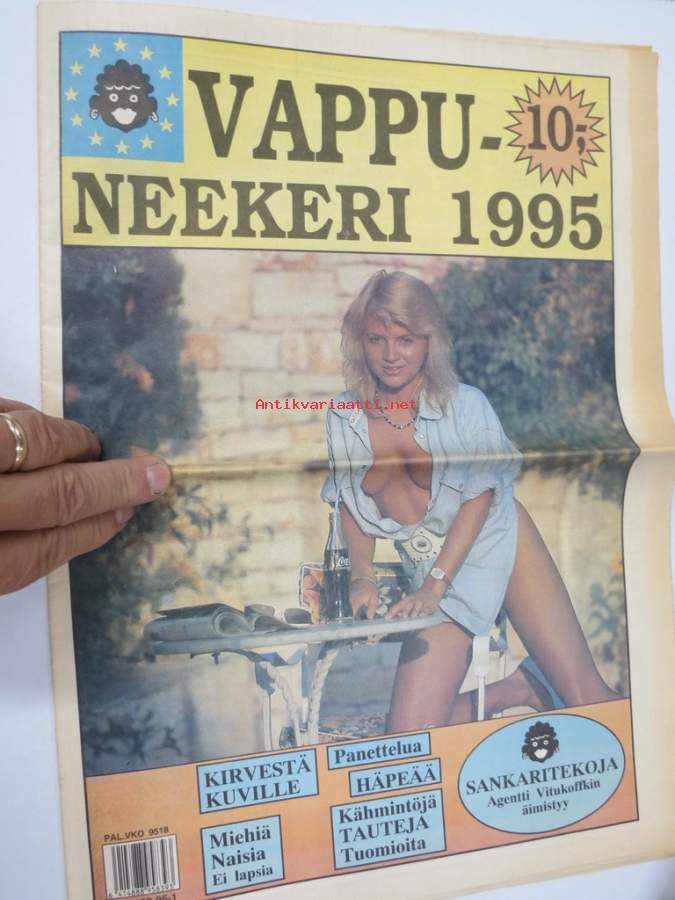 VAPPU-
10;-
NEEKERI 1995
Antikvariaatti.net
KIRVESTÄ
KUVILLE
Panettelua
HÄPEÄÄ
Miehiä
Naisia
Ei lapsia
Kähmintöjä
TAUTEJA
Tuomioita
SANKARITEKOJA
Agentti Vitukoffkin
äimistyy
PAL.VKO 9518